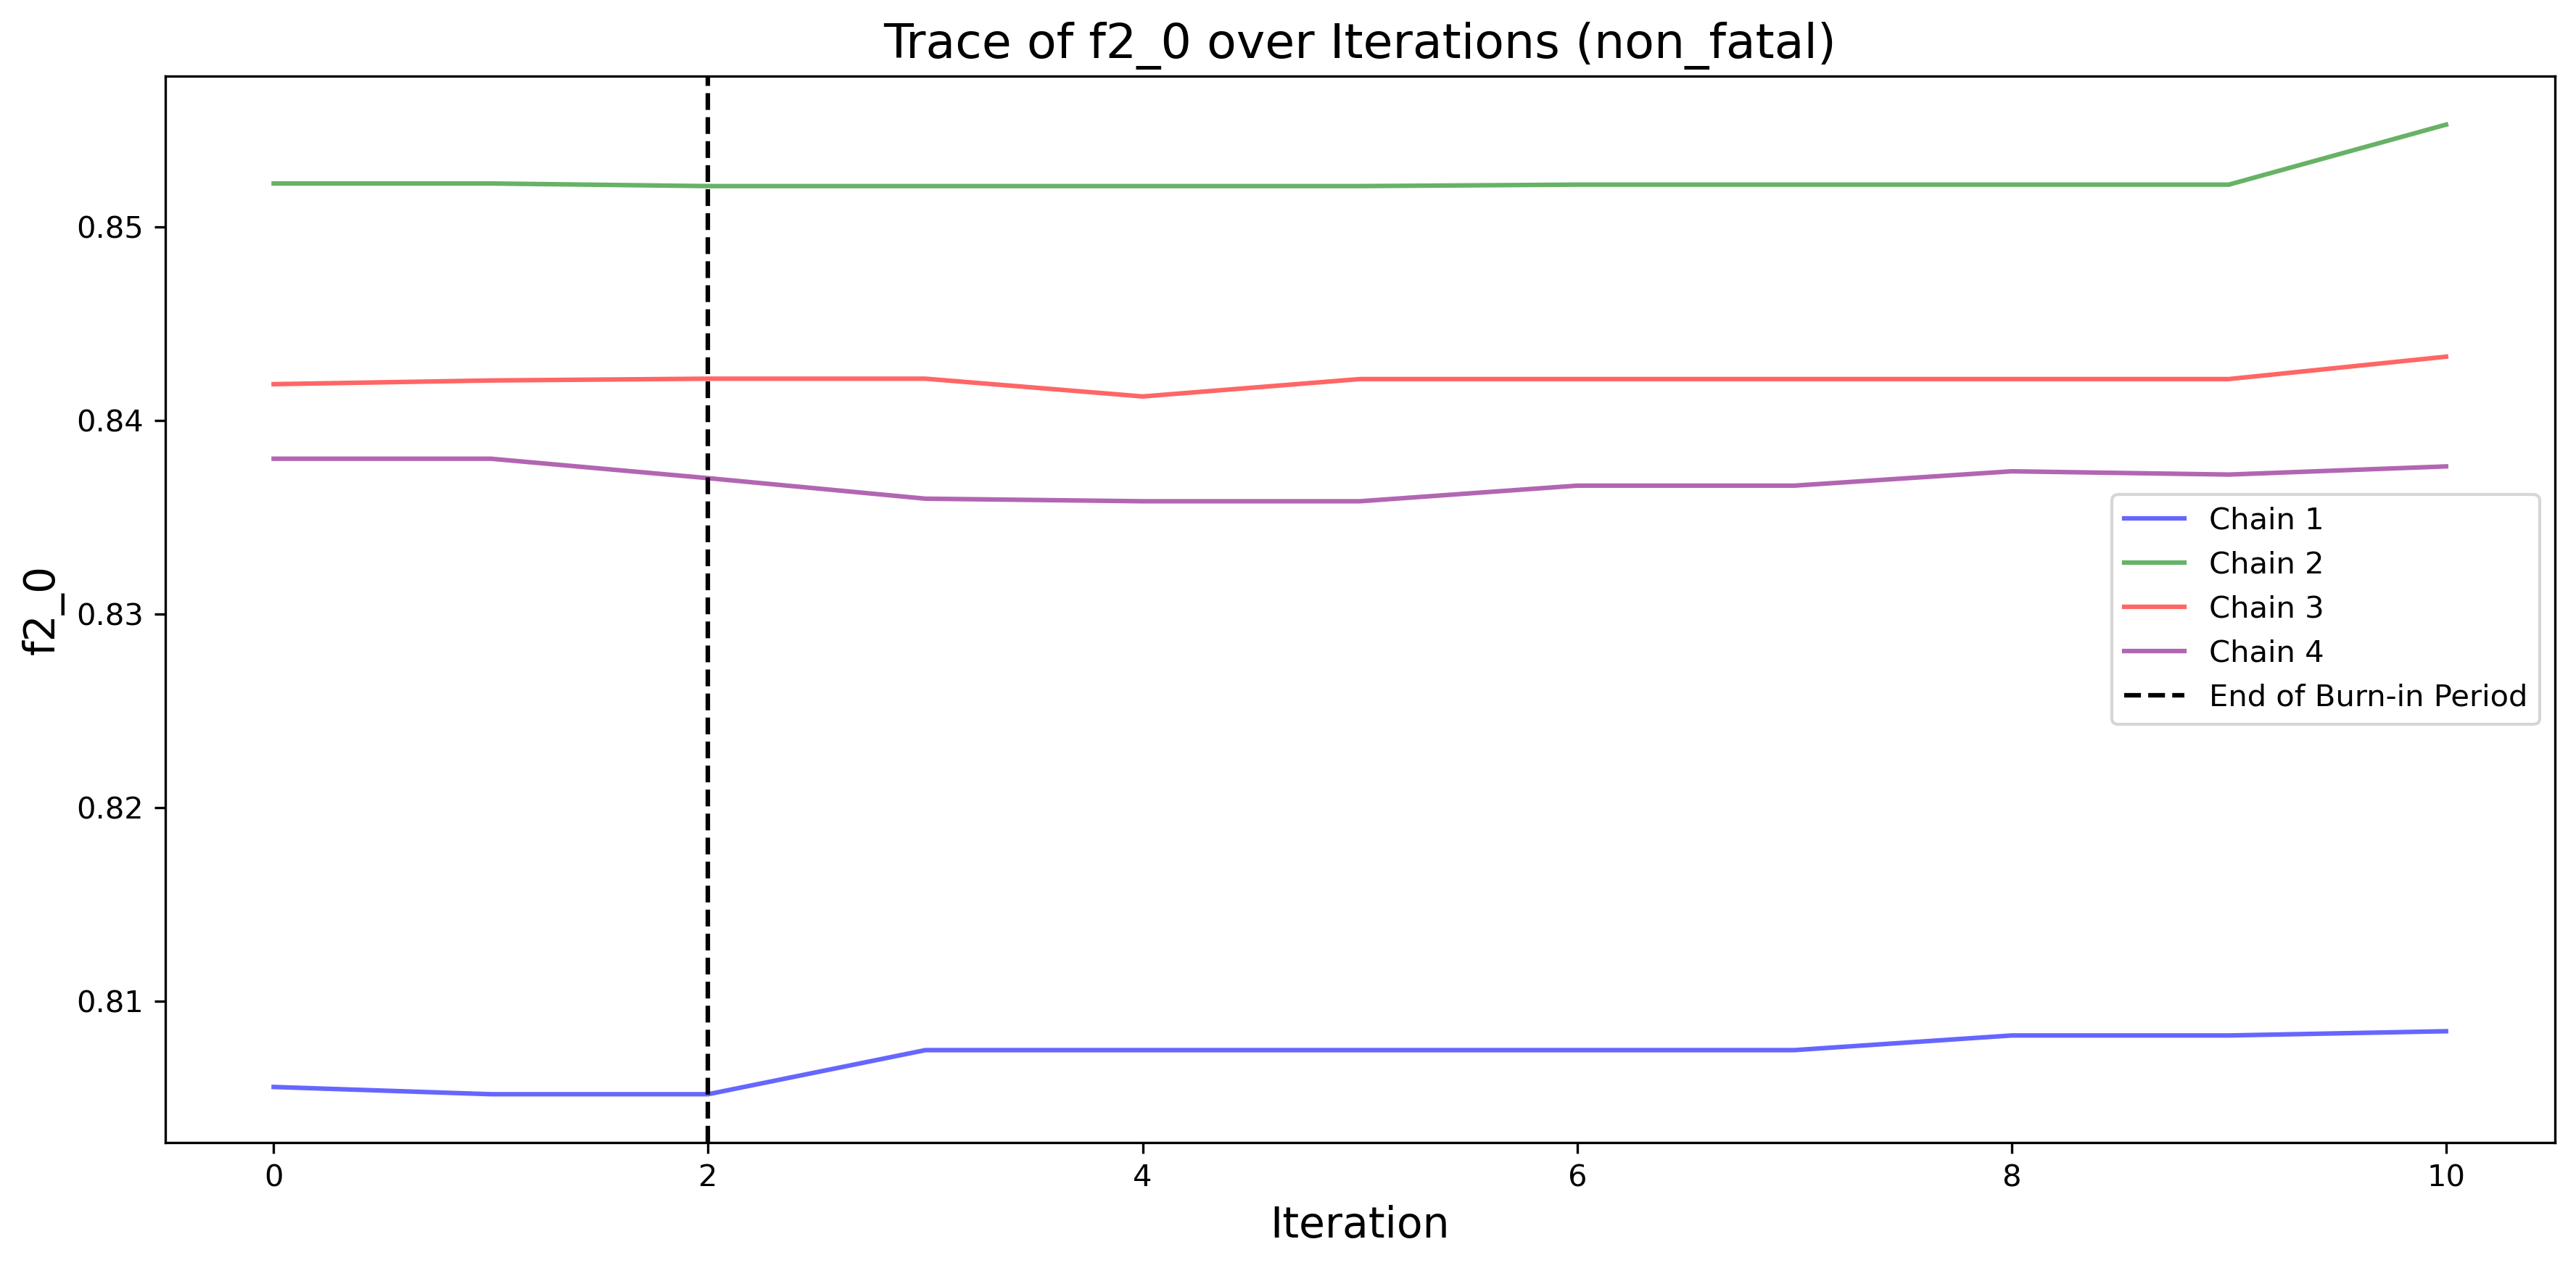 Trace of f2_0 over Iterations (non_fatal)
f2_0
0.85
0.84
0.83
0.82
0.81
Chain 1
Chain 2
Chain 3
Chain 4
End of Burn-in Period
0 2 4 6 8 10
Iteration